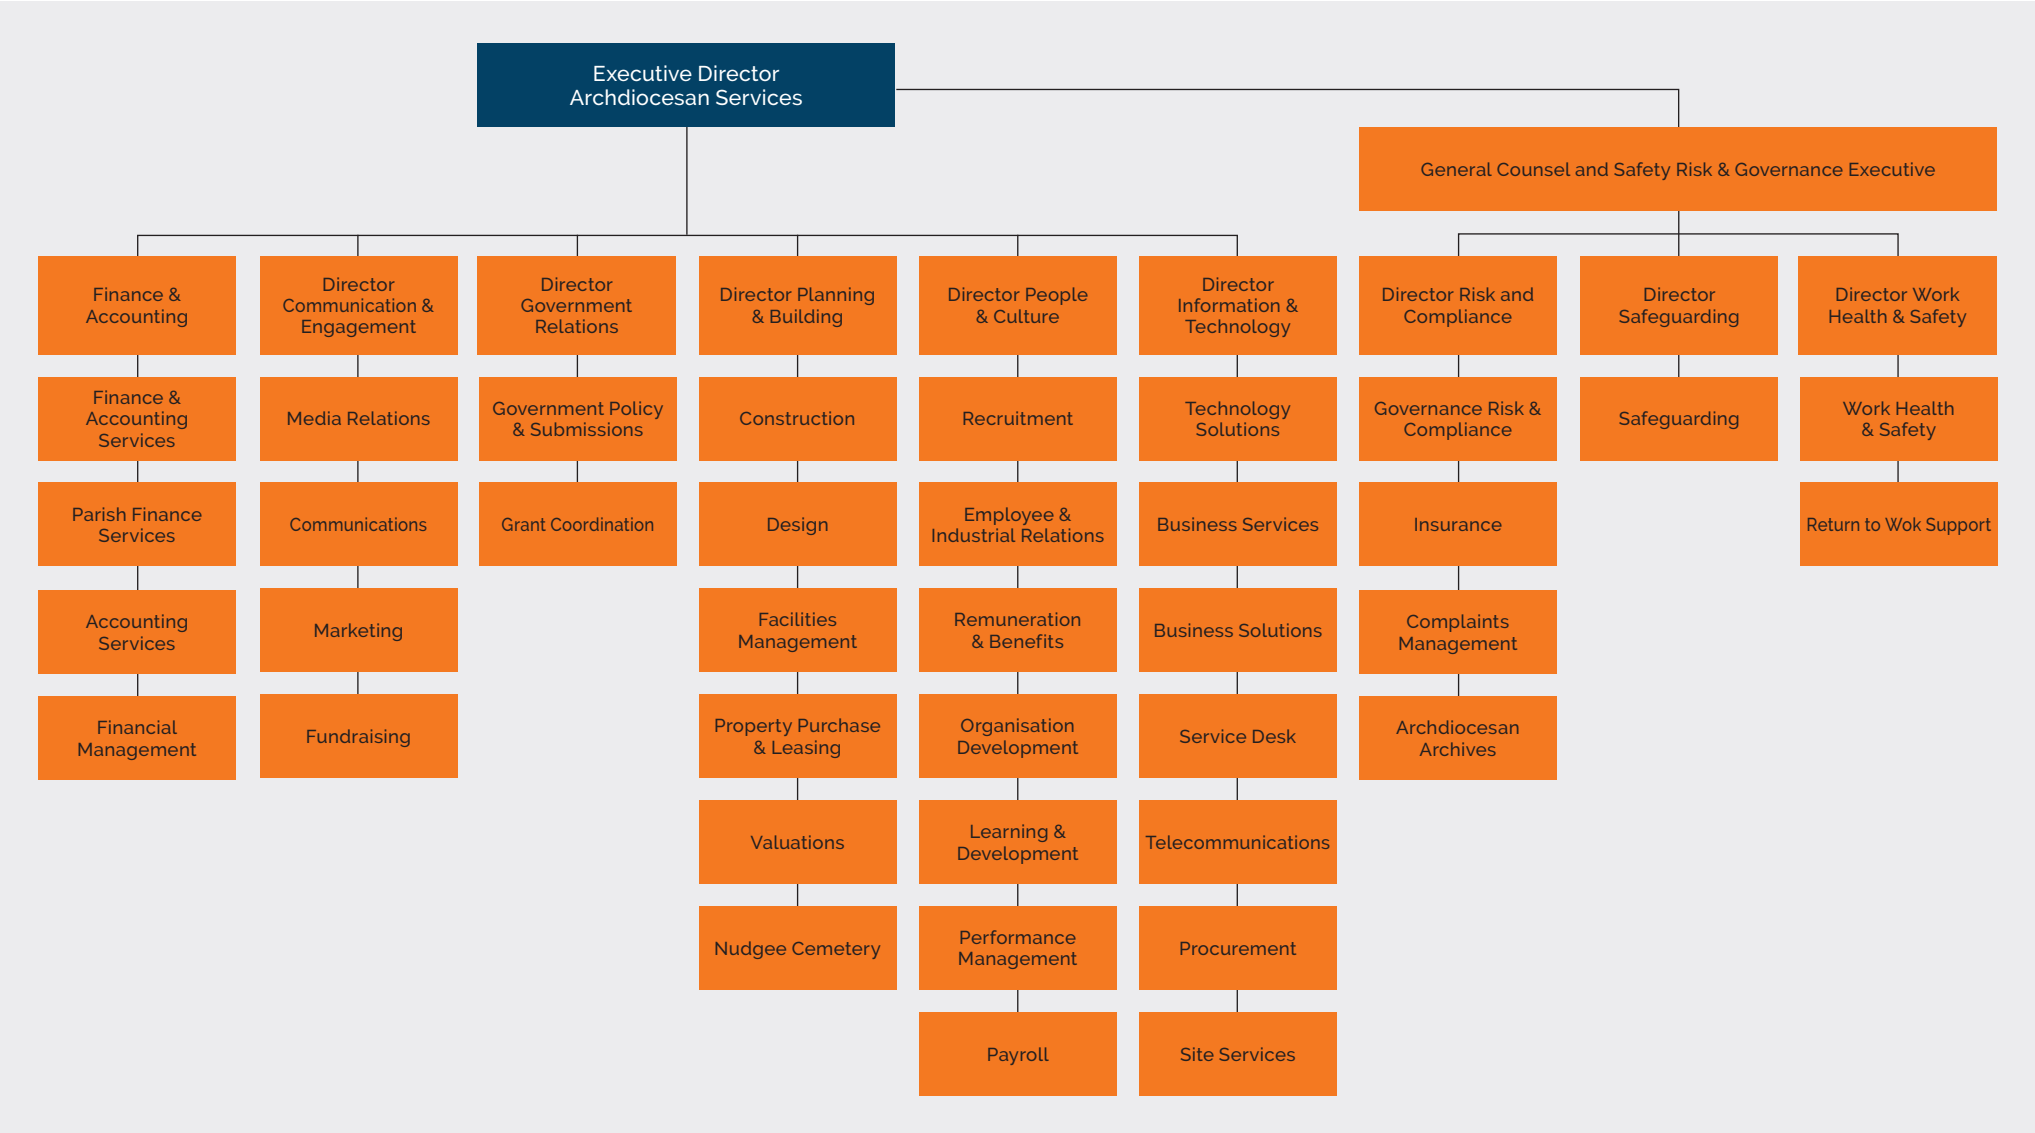 Executive Director
Archdiocesan Services
General Counsel and Safety Risk & Governance Executive
Finance &
Accounting
Director
Communication &
Engagement
Director
Government
Relations
Director Planning
& Building
Director People
& Culture
Director
Information &
Technology
Director Risk and
Compliance
Director
Safeguarding
Director Work
Health & Safety
Finance &
Accounting
Services
Media Relations
Government Policy
& Submissions
Construction
Recruitment
Technology
Solutions
Governance Risk &
Compliance
Safeguarding
Work Health
& Safety
Parish Finance
Services
Communications
Grant Coordination
Design
Employee &
Industrial Relations
Business Services
Insurance
Return to Wok Support
Accounting
Services
Marketing
Facilities
Management
Remuneration
& Benefits
Business Solutions
Complaints
Management
Financial
Management
Fundraising
Property Purchase
& Leasing
Organisation
Development
Service Desk
Archdiocesan
Archives
Valuations
Learning &
Development
Telecommunications
Nudgee Cemetery
Performance
Management
Procurement
Payroll
Site Services